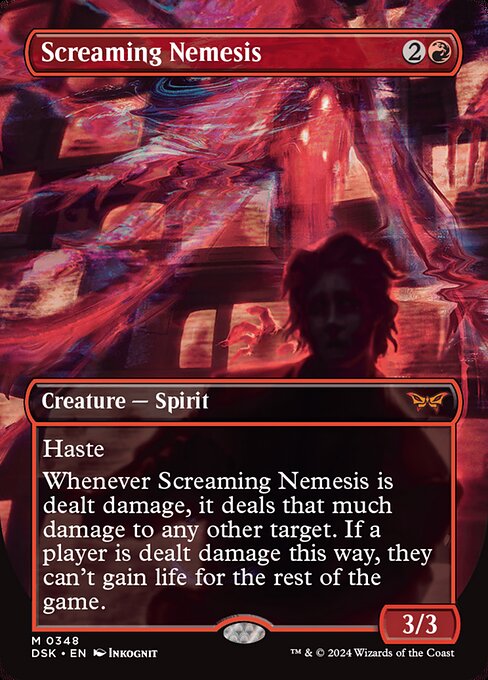 Screaming Nemesis 2
Creature — Spirit
Haste
Whenever Screaming Nemesis is
dealt damage, it deals that much
damage to any other target. If a
player is dealt damage this way, they
can't gain life for the rest of the
game.
3/3
M 0348
DSK • EN Inkognit
™ & © 2024 Wizards of the Coast